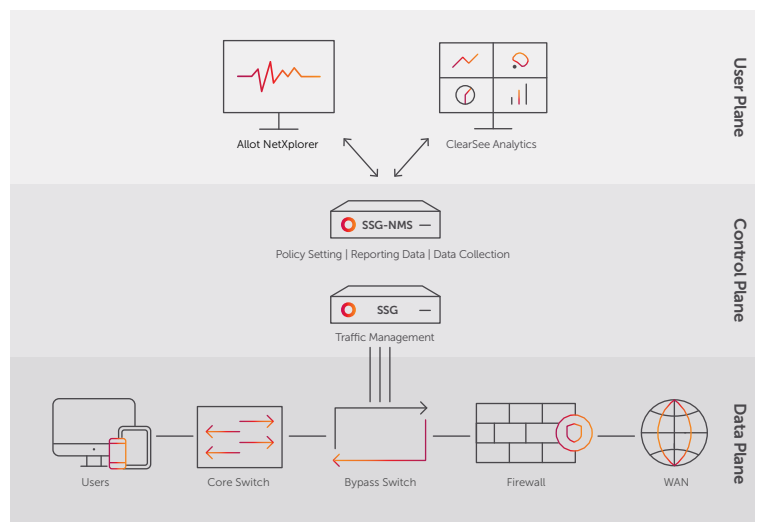 User Plane
Allot NetXplorer
ClearSee Analytics
Control Plane
SSG-NMS
Policy Setting | Reporting Data | Data Collection
SSG
Traffic Management
Data Plane
Users
Core Switch
Bypass Switch
Firewall
WAN